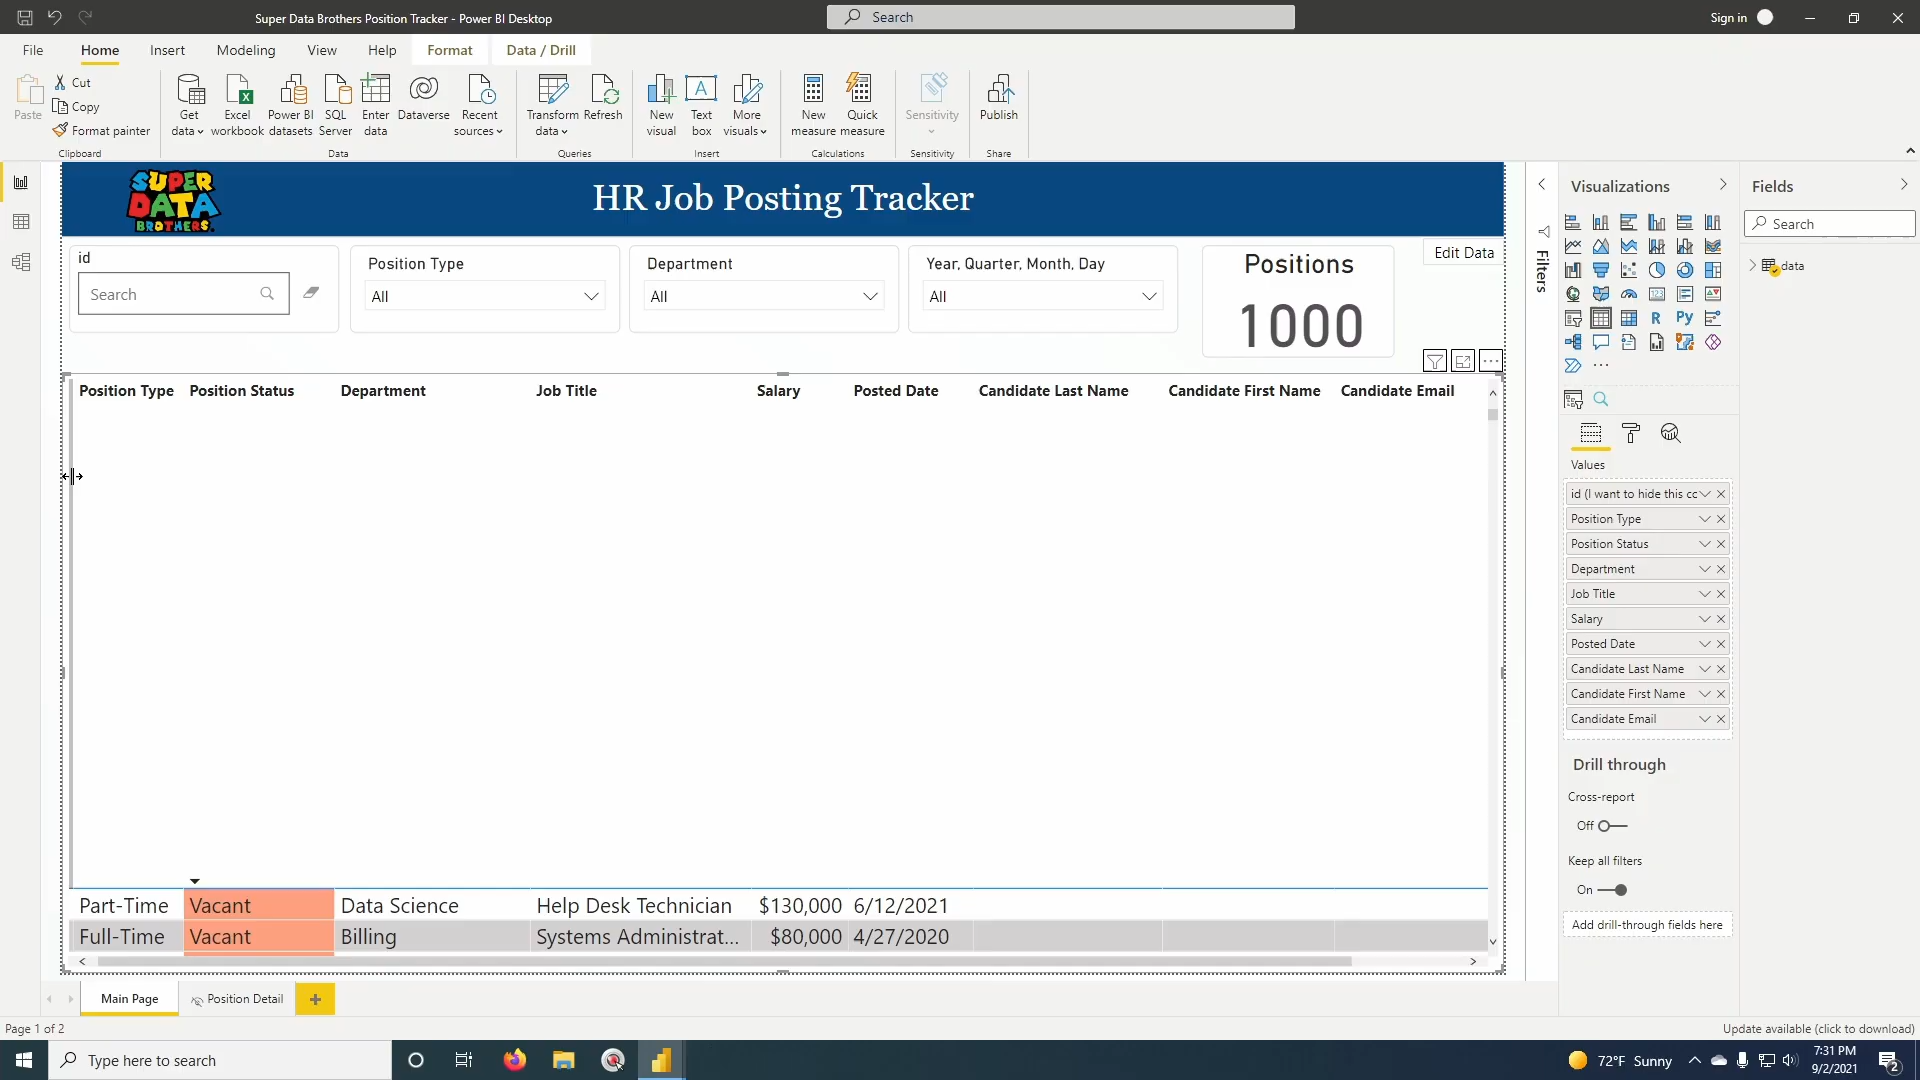 Super Data Brothers Position Tracker - Power BI Desktop
Search
Sign in
File Home Insert Modeling View Help Format Data / Drill
Paste
Cut
Copy
Format painter
Clipboard
Get data
Excel workbook
Power BI datasets
SQL Server
Enter data
Dataverse
Recent sources
Data
Transform data
Refresh
Queries
New visual
Text box
More visuals
Insert
New measure
Quick measure
Calculations
Sensitivity
Sensitivity
Publish
Share
SUPER
DATA
BROTHERS.
HR Job Posting Tracker
id
Search
Position Type
All
Department
All
Year, Quarter, Month, Day
All
Positions
1000
Edit Data
Position Type Position Status Department Job Title Salary Posted Date Candidate Last Name Candidate First Name Candidate Email
Part-Time Vacant Data Science Help Desk Technician $130,000 6/12/2021
Full-Time Vacant Billing Systems Administrat... $80,000 4/27/2020
Filters
Visualizations
R Py
123
Values
id (I want to hide this cc
Position Type
Position Status
Department
Job Title
Salary
Posted Date
Candidate Last Name
Candidate First Name
Candidate Email
Drill through
Cross-report
Off
Keep all filters
On
Add drill-through fields here
Fields
Search
data
Main Page Position Detail
Page 1 of 2
Update available (click to download)
Type here to search
72°F Sunny
7:31 PM
9/2/2021
2